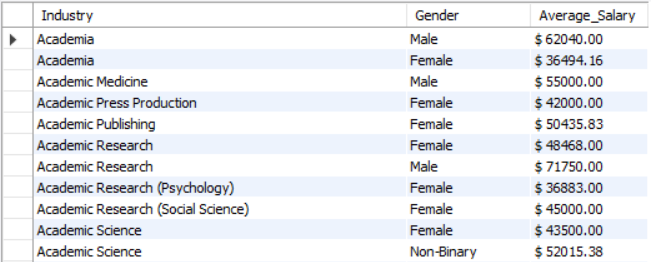 Industry Gender Average_Salary
Academia Male $ 62040.00
Academia Female $ 36494.16
Academic Medicine Male $ 55000.00
Academic Press Production Female $ 42000.00
Academic Publishing Female $ 50435.83
Academic Research Female $ 48468.00
Academic Research Male $ 71750.00
Academic Research (Psychology) Female $ 36883.00
Academic Research (Social Science) Female $ 45000.00
Academic Science Female $ 43500.00
Academic Science Non-Binary $ 52015.38